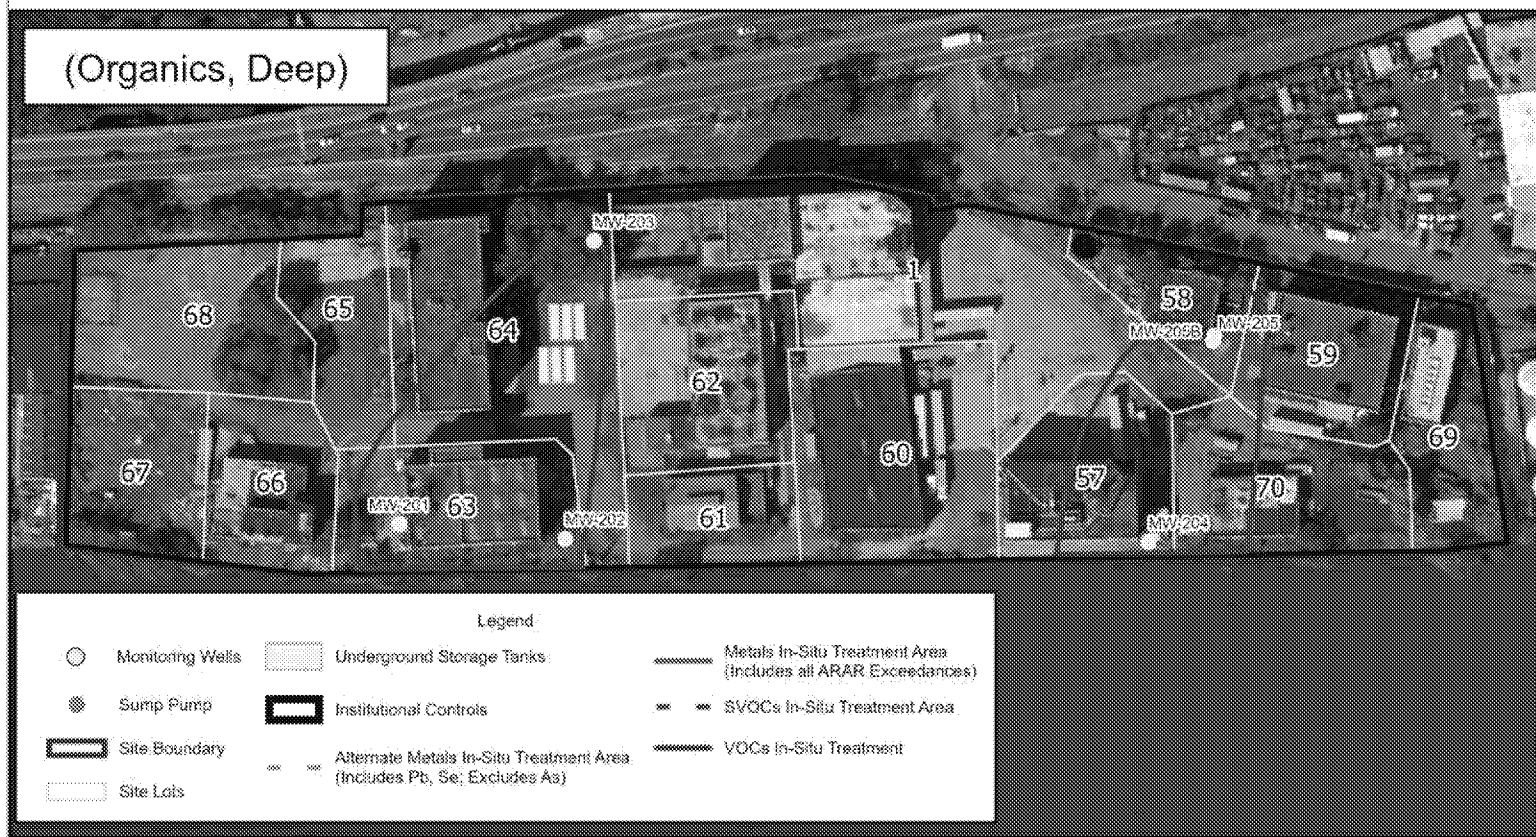 (Organics, Deep)
MW-203
1
68
65
64
58
MW-205B
MW-205
59
62
67
66
60
69
MW-201
63
MW-202
61
57
MW-204
70
Legend
Monitoring Wells
Sump Pump
Site Boundary
Site Lots
Underground Storage Tanks
Institutional Controls
Alternate Metals In-Situ Treatment Area
(Includes Pb, Se; Excludes As)
Metals In-Situ Treatment Area
(Includes all ARAR Exceedances)
SVOCs In-Situ Treatment Area
VOCs In-Situ Treatment